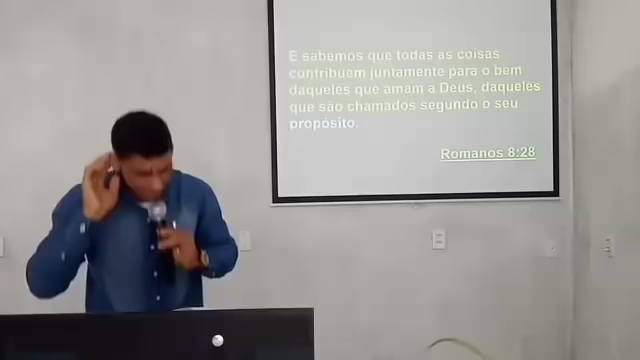 E sabemos que todas as coisas
contribuem juntamente para o bem
daqueles que amam a Deus, daqueles
que são chamados segundo o seu
propósito.
Romanos 8:28